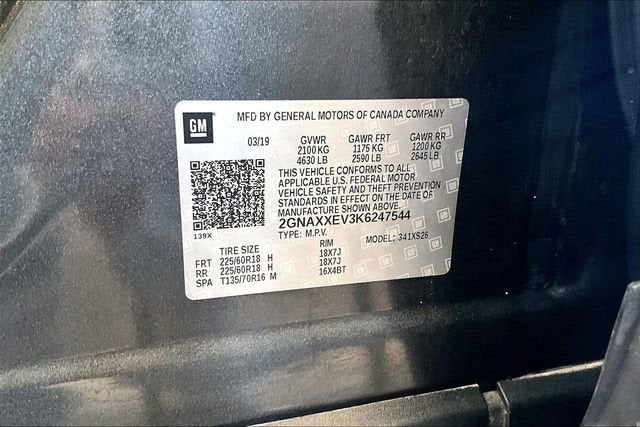 GM
MFD BY GENERAL MOTORS OF CANADA COMPANY
03/19 GVWR GAWR FRT GAWR RR
2100 KG 1175 KG 1200 KG
4630 LB 2590 LB 2645 LB
THIS VEHICLE CONFORMS TO ALL
APPLICABLE U.S. FEDERAL MOTOR
VEHICLE SAFETY AND THEFT PREVENTION
STANDARDS IN EFFECT ON THE DATE OF
MANUFACTURE SHOWN ABOVE.
2GNAXXEV3K6247544
139X
TYPE: M.P.V. MODEL: 341XS26
TIRE SIZE RIM
FRT 225/60R18 H 18X7J
RR 225/60R18 H 18X7J
SPA T135/70R16 M 16X4BT